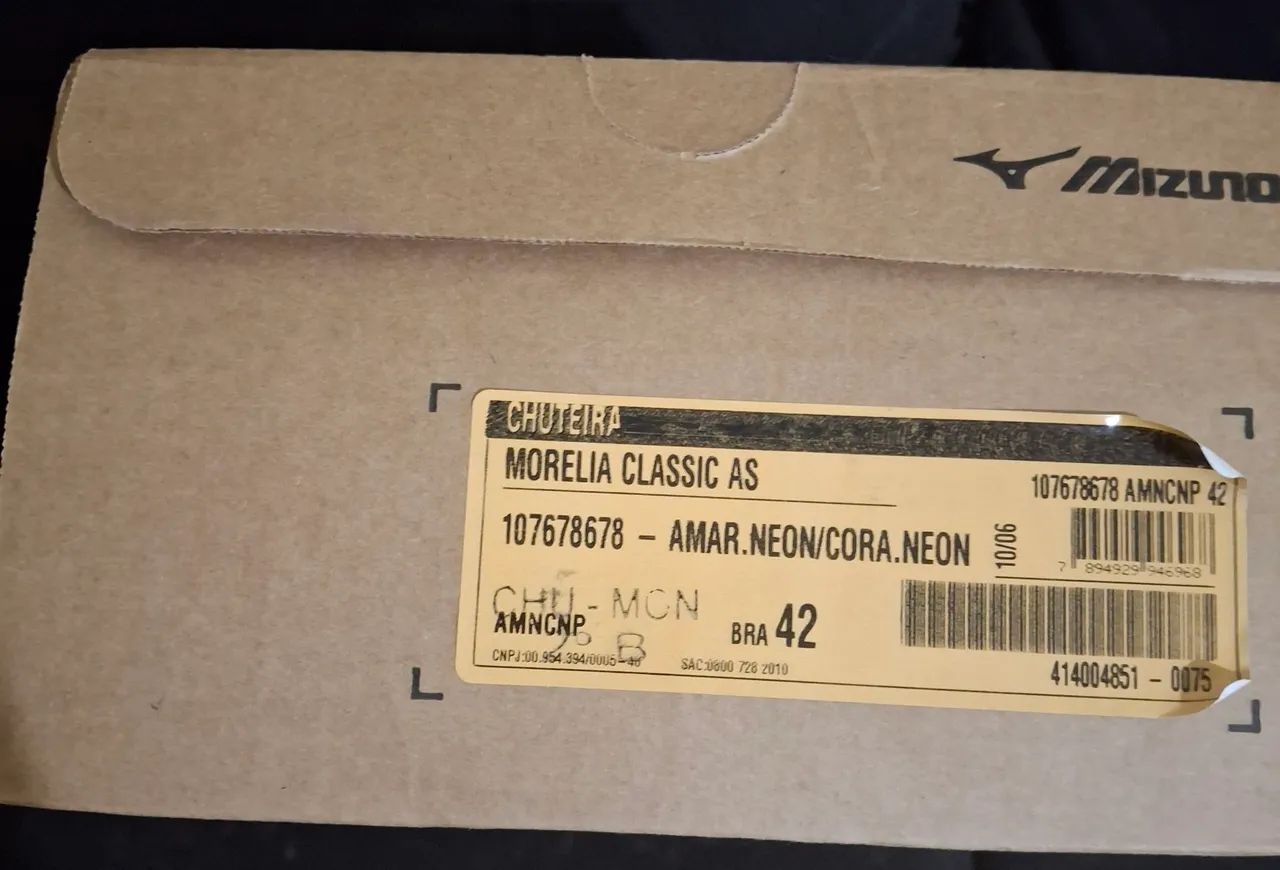 MIZUNO
CHUTEIRA
MORELIA CLASSIC AS
107678678 AMNCNP 42
107678678 - AMAR.NEON/CORA.NEON
10/06
7 894929 946968
CHU - MCN
AMNCNP
B
BRA 42
CNPJ:00.954.394/0005-48
SAC:0800 728 2010
414004851 - 0075